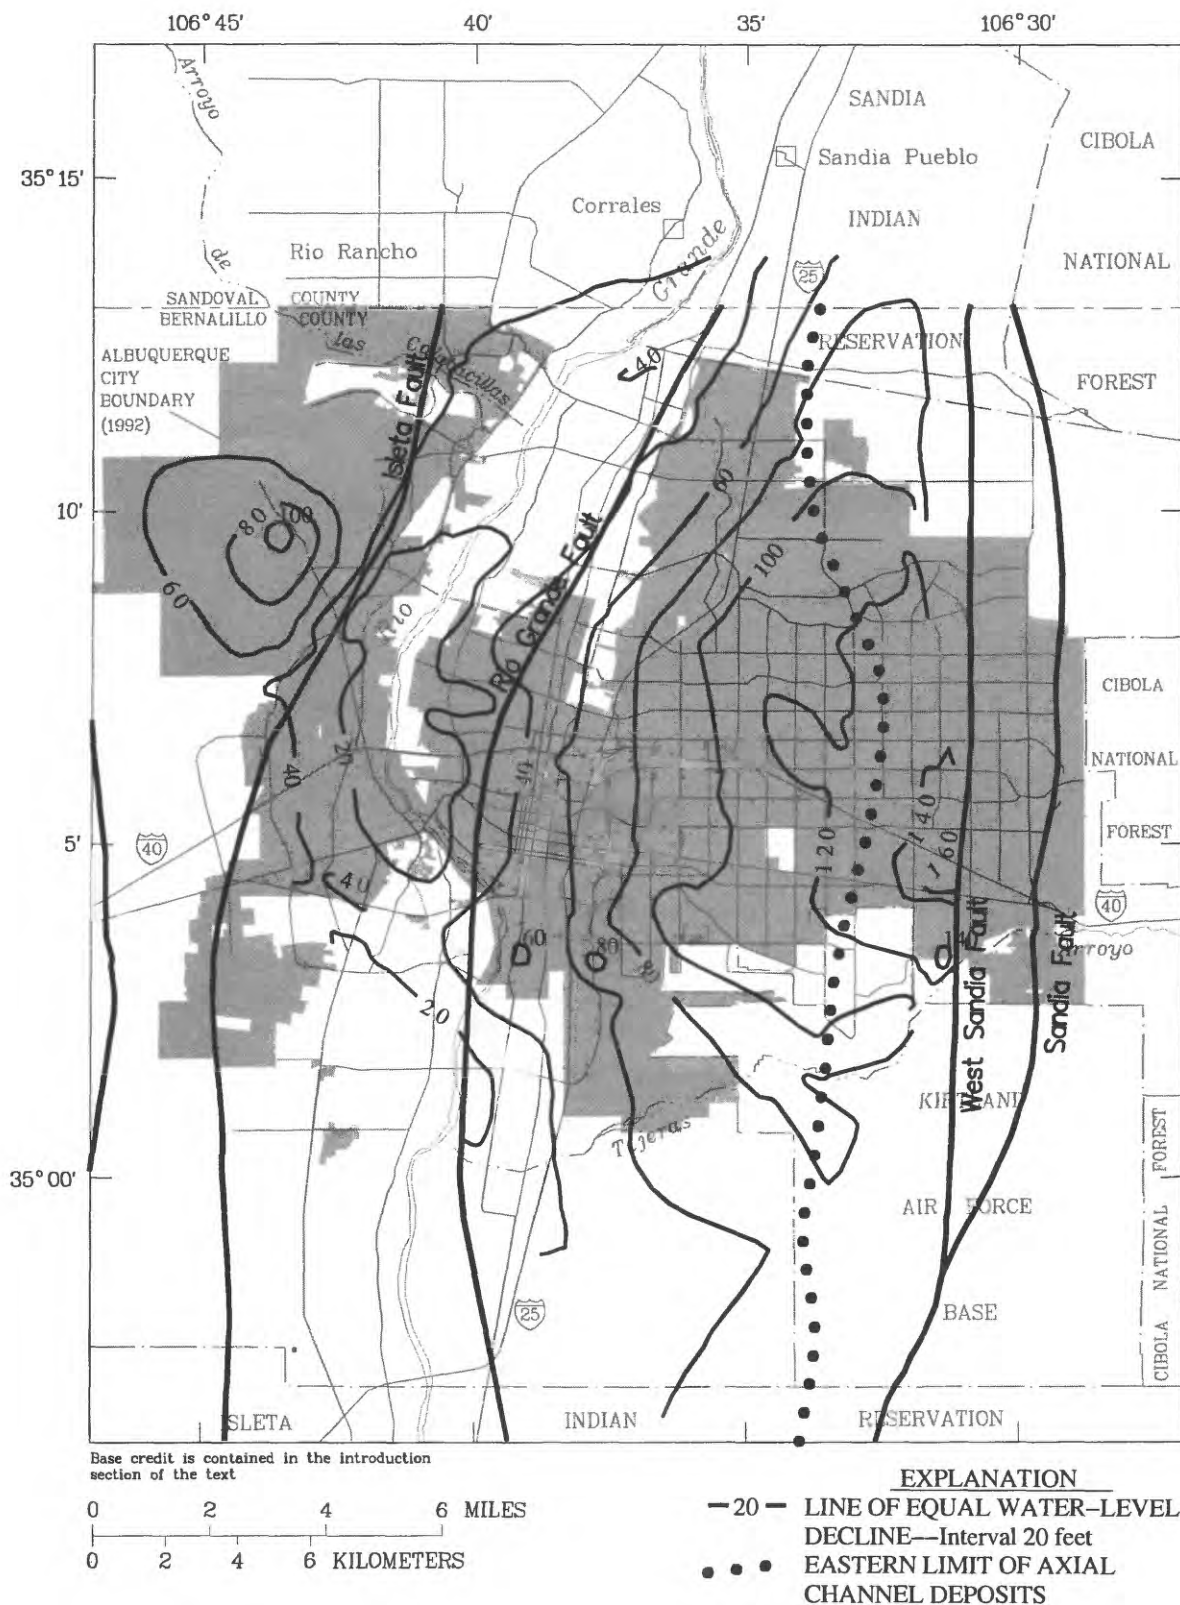 106°45'
40'
35'
106°30'
Arroyo
SANDIA
CIBOLA
Sandia Pueblo
35°15'
Corrales
INDIAN
de
Rio Rancho
Grande
25
NATIONAL
SANDOVAL COUNTY
BERNALILLO COUNTY
las
RESERVATION
ALBUQUERQUE
CITY
BOUNDARY
(1992)
Calabacillas
40
FOREST
Isleta Fault
10'
80
100
60
60
100
Rio Grande Fault
Rio
CIBOLA
NATIONAL
FOREST
40
20
40
140
160
120
5'
40
40
40
60
80
80
Arroyo
20
West Sandia Fault
Sandia Fault
KIRTLAND
Tijeras
35°00'
AIR FORCE
BASE
CIBOLA NATIONAL FOREST
25
ISLETA
INDIAN
RESERVATION
Base credit is contained in the introduction
section of the text
0 2 4 6 MILES
0 2 4 6 KILOMETERS
EXPLANATION
—20— LINE OF EQUAL WATER–LEVEL
DECLINE—Interval 20 feet
• • • EASTERN LIMIT OF AXIAL
CHANNEL DEPOSITS